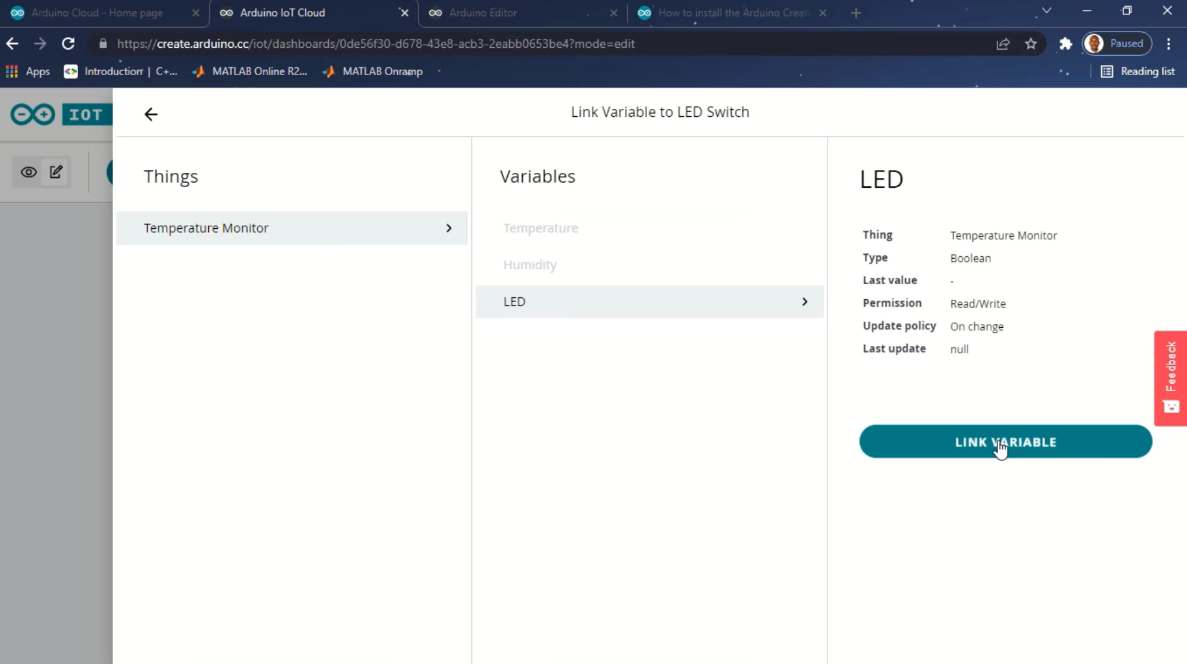 Arduino Cloud - Home page
Arduino IoT Cloud
Arduino Editor
How to install the Arduino Creat
https://create.arduino.cc/iot/dashboards/0de56f30-d678-43e8-acb3-2eabb0653be4?mode=edit
Paused
Apps
Introduction | C+...
MATLAB Online R2...
MATLAB Onramp
Reading list
IOT
Link Variable to LED Switch
Things
Variables
LED
Temperature Monitor
Temperature
Humidity
LED
Thing Temperature Monitor
Type Boolean
Last value -
Permission Read/Write
Update policy On change
Last update null
LINK VARIABLE
Feedback